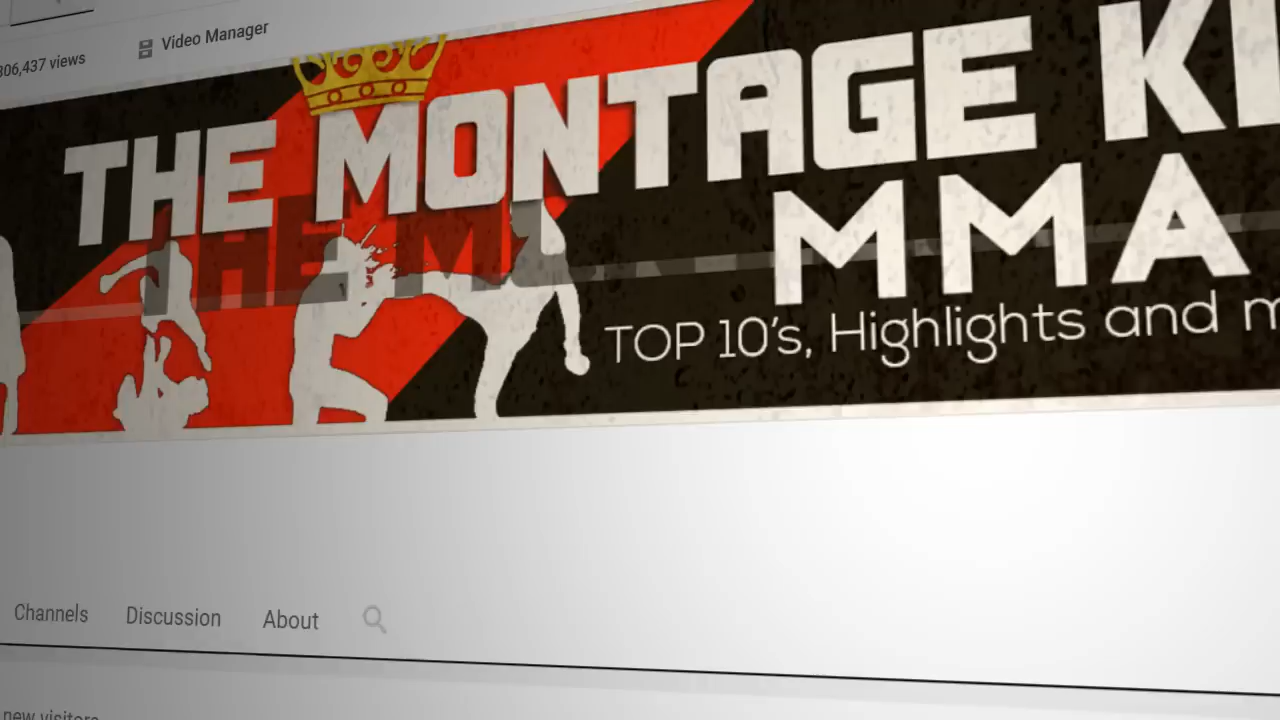 306,437 views
Video Manager
THE MONTAGE KI
MMA
TOP 10's, Highlights and m
Channels
Discussion
About
new visitors